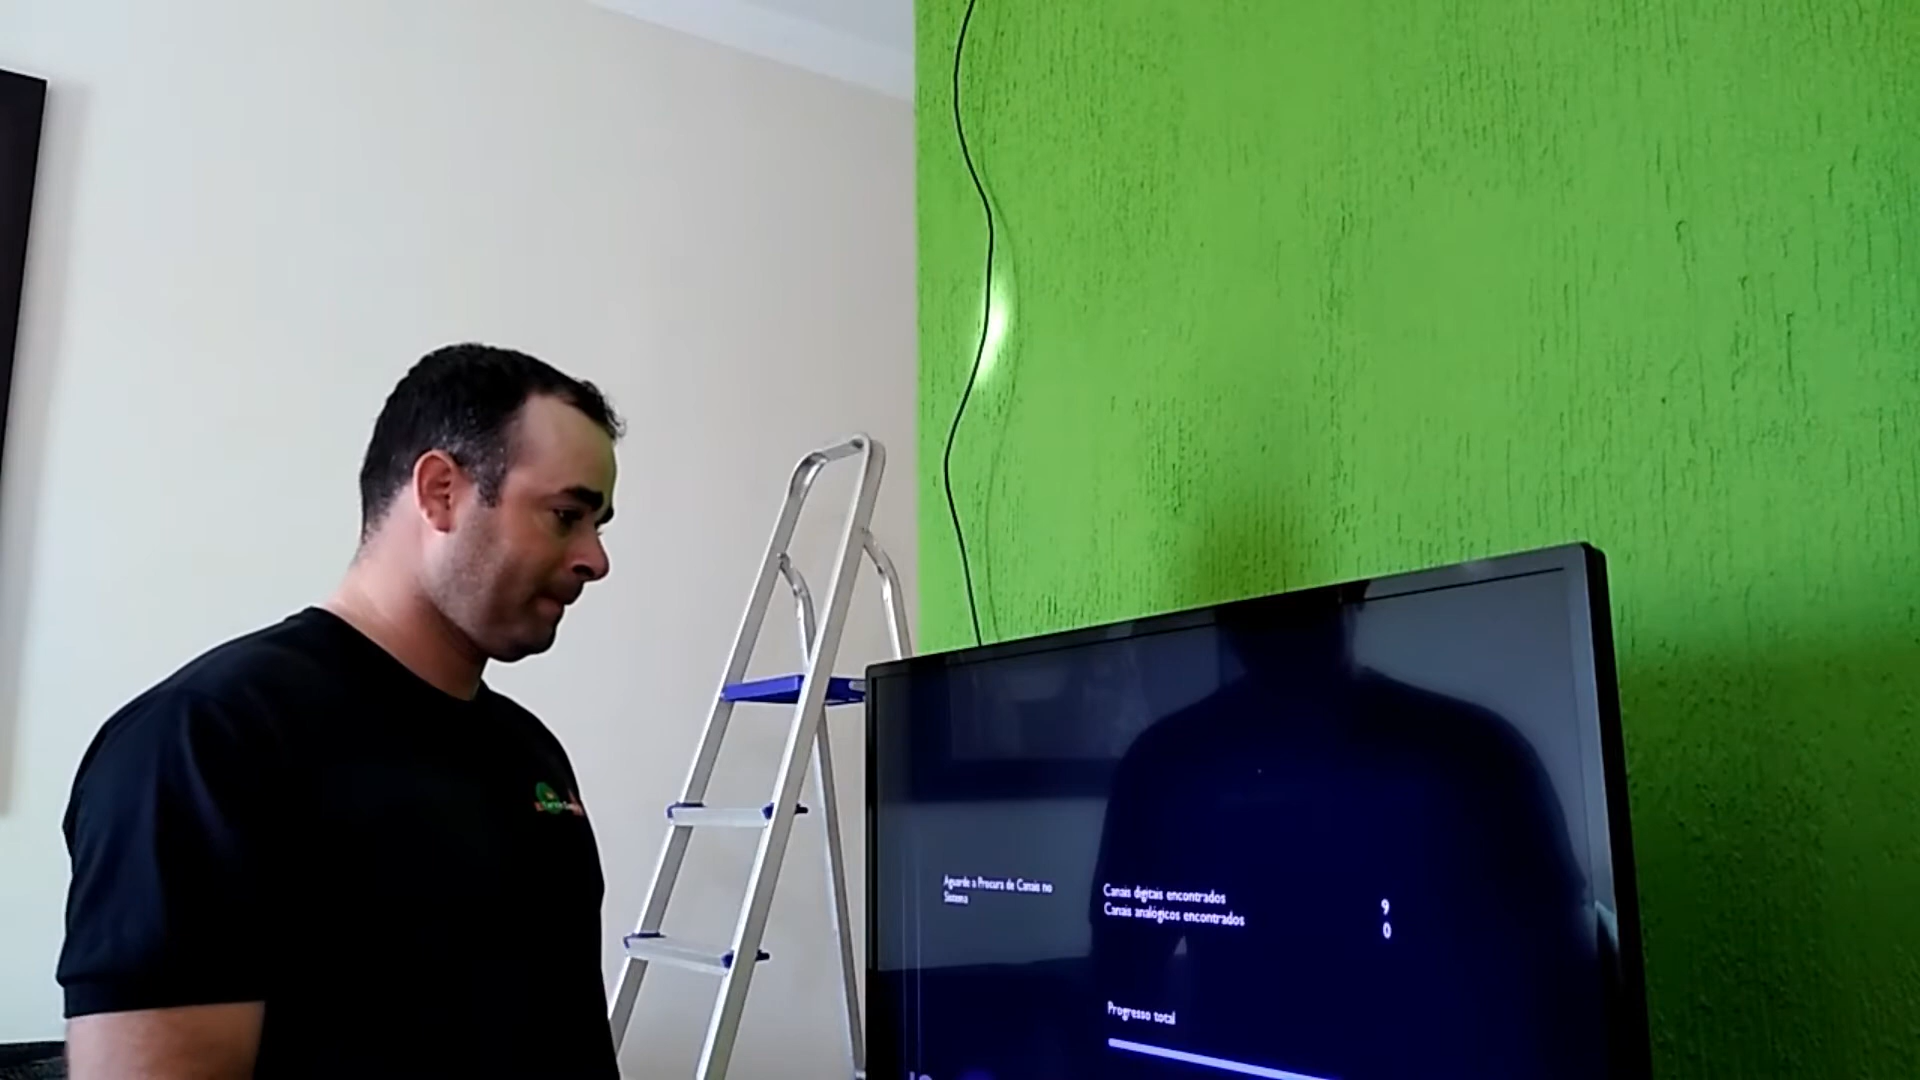 Aguarde a Procura de Canais no
Sistema
Canais digitais encontrados 9
Canais analógicos encontrados 0
Progresso total